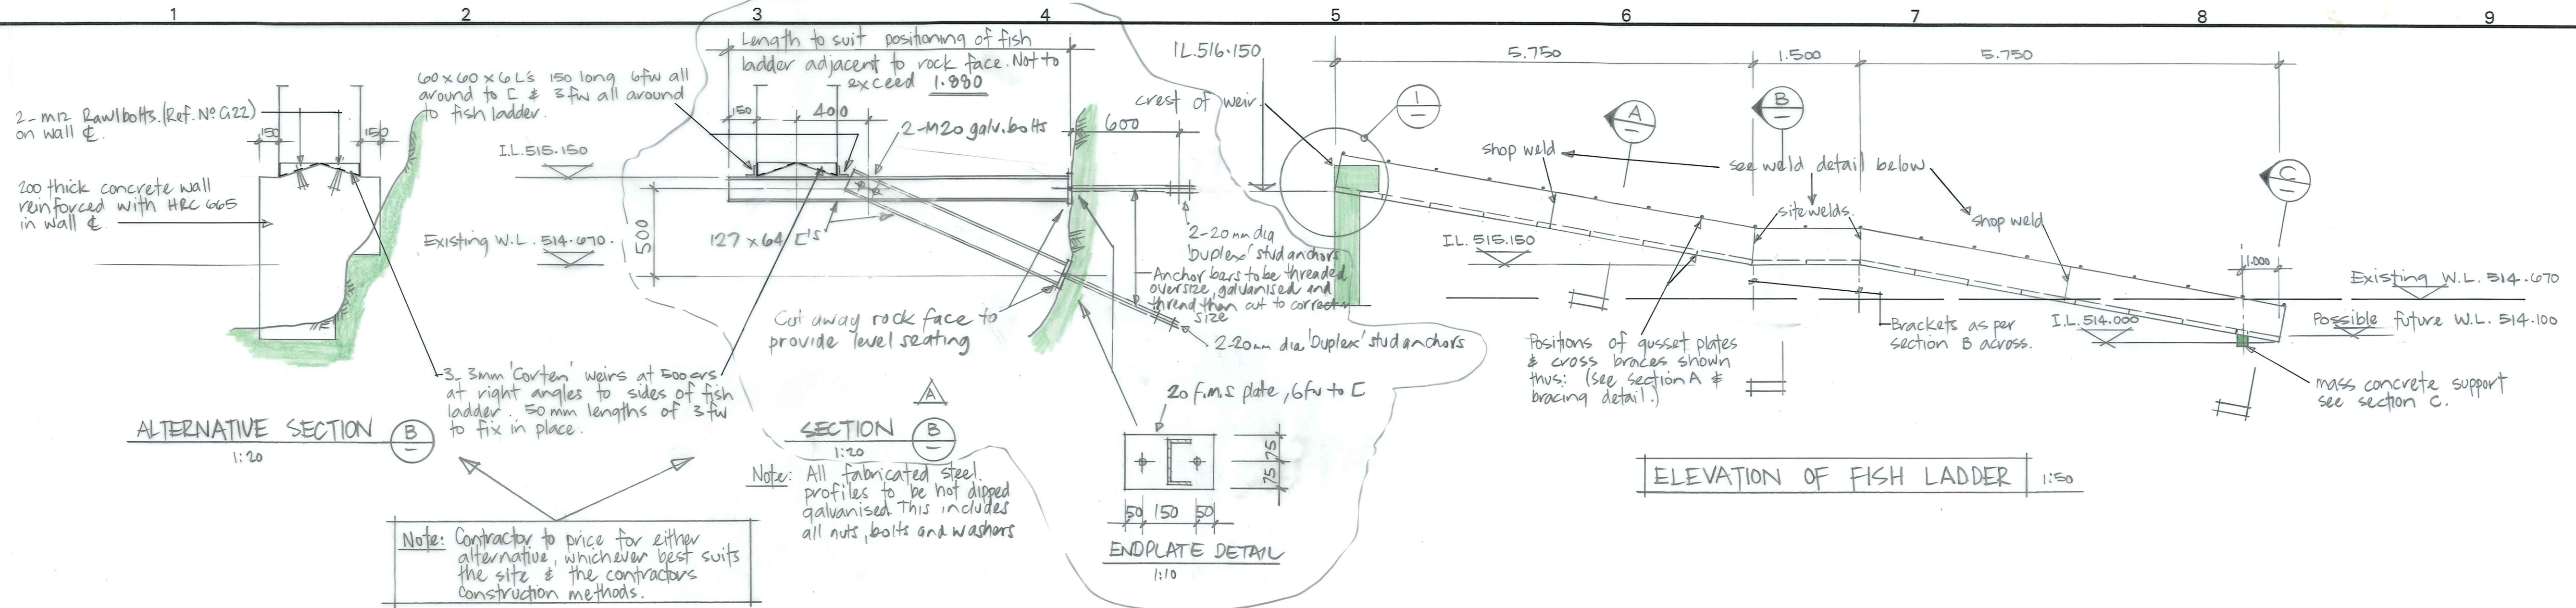 1
2
3
4
5
6
7
8
9
2-M12 Rawlbolts.(Ref. No G22)
on wall ℄.
150
150
200 thick concrete wall
reinforced with HRC 665
in wall ℄
ALTERNATIVE SECTION
B
1:20
60×60×6 L's 150 long 6fw all
around to [ & 3fw all around
to fish ladder.
I.L. 515.150
Existing W.L. 514.670.
3_ 3mm 'Corten' weirs at 500 crs
at right angles to sides of fish
ladder. 50 mm lengths of 3fw
to fix in place.
Note: Contractor to price for either
alternative, whichever best suits
the site & the contractors
construction methods.
Length to suit positioning of fish
ladder adjacent to rock face. Not to
exceed 1.880
150
400
2-M20 galv. bolts
600
500
127 × 64 ['s
2-20mm dia
'Duplex' stud anchors
Anchor bars to be threaded
oversize, galvanised and
thread then cut to correct
size
Cut away rock face to
provide level seating
2-20mm dia 'Duplex' stud anchors
A
SECTION
B
1:20
Note: All fabricated steel
profiles to be hot dipped
galvanised This includes
all nuts, bolts and washers
20 f.m.s plate, 6fw to [
75
75
50
150
50
ENDPLATE DETAIL
1:10
IL.516.150
crest of weir
1
5.750
1.500
5.750
A
B
C
shop weld
see weld detail below
site welds.
shop weld
I.L. 515.150
1.000
Existing W.L. 514.670
I.L. 514.000
Possible future W.L. 514.100
Positions of gusset plates
& cross braces shown
thus: (see section A &
bracing detail.)
Brackets as per
section B across.
mass concrete support
see section C.
ELEVATION OF FISH LADDER
1:50